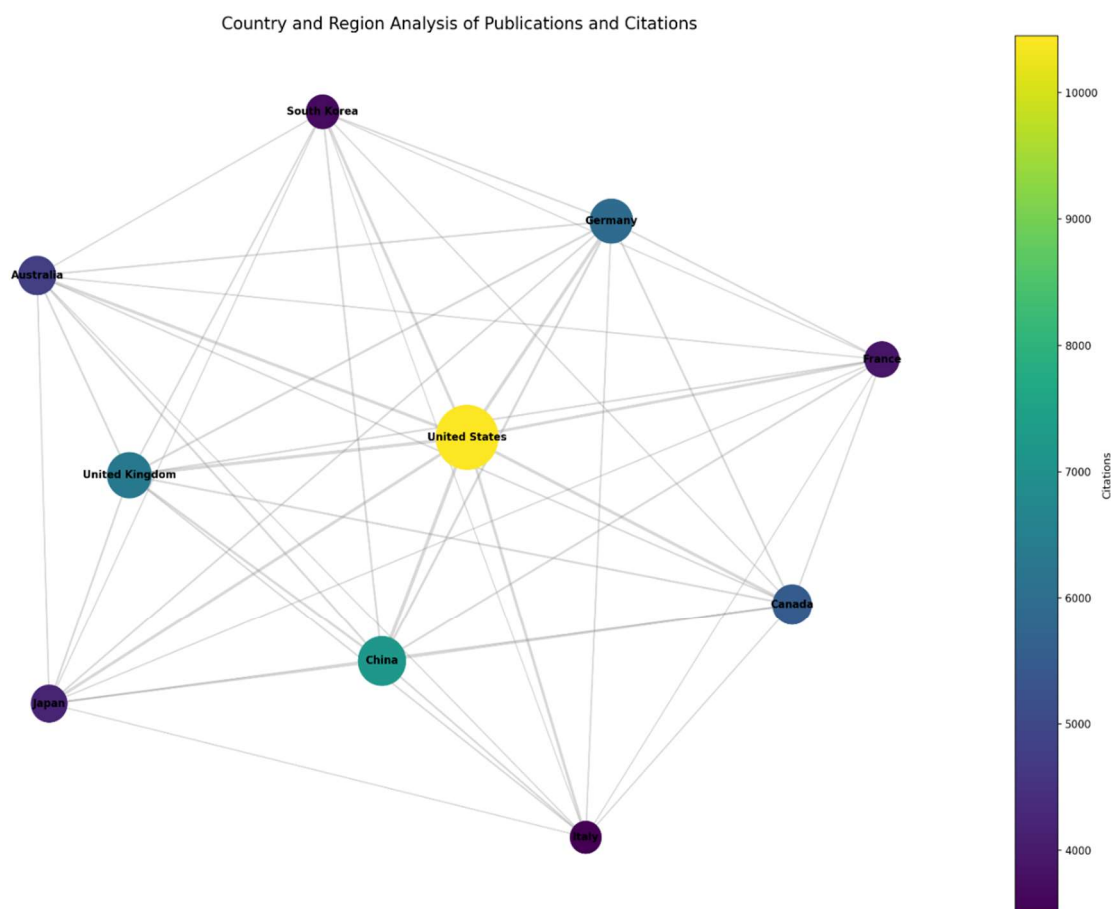 Country and Region Analysis of Publications and Citations
South Korea
Germany
Australia
France
United States
United Kingdom
Canada
China
Japan
Italy
10000
9000
8000
7000
6000
5000
4000
Citations